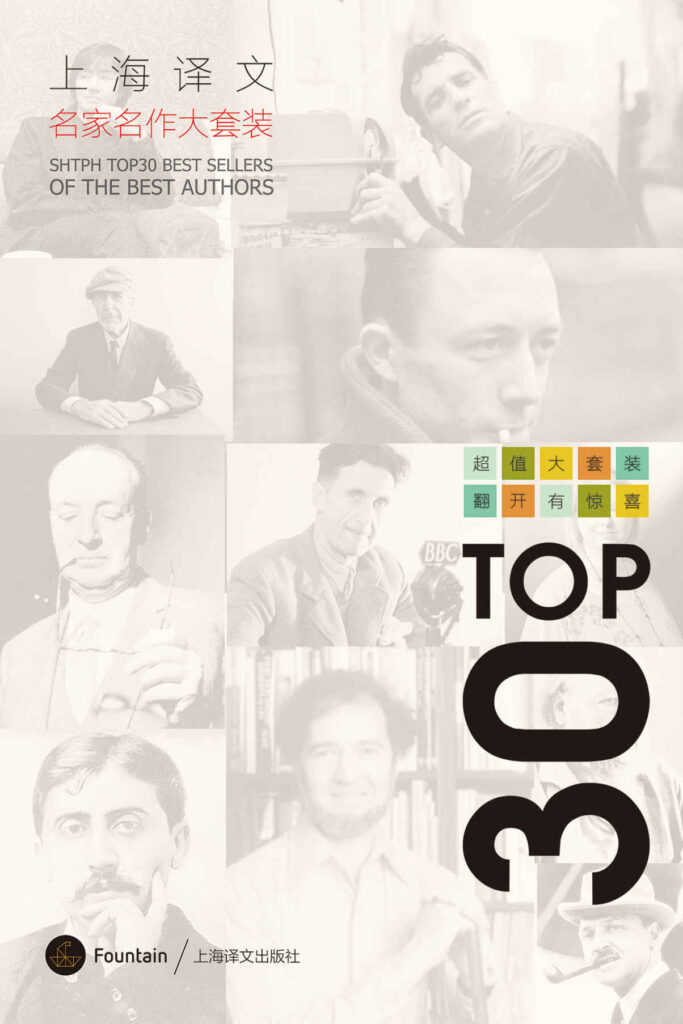 上海译文
名家名作大套装
SHTPH TOP30 BEST SELLERS
OF THE BEST AUTHORS
BBC
超值大套装
翻开有惊喜
TOP
30
Fountain / 上海译文出版社